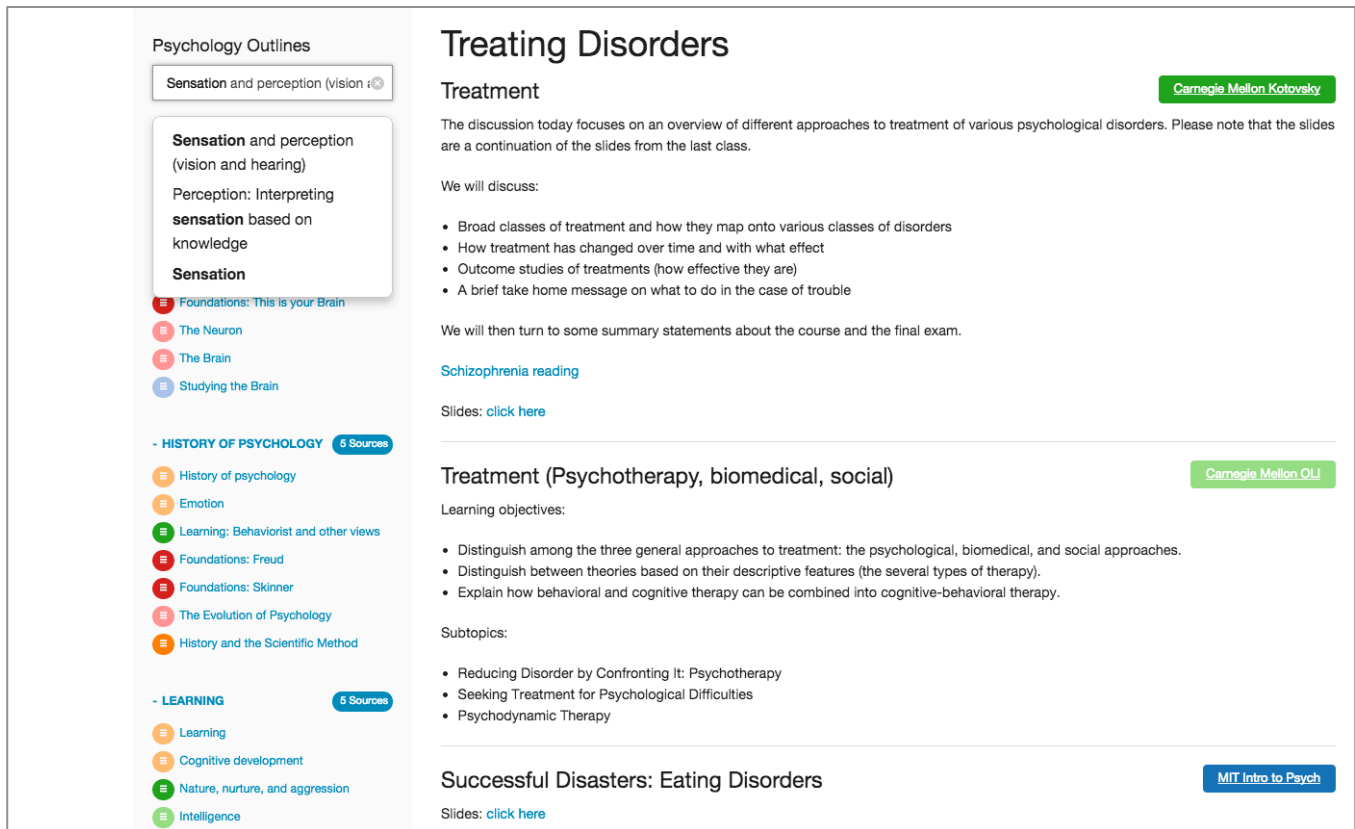 Psychology Outlines
Sensation and perception (vision
Sensation and perception
(vision and hearing)
Perception: Interpreting
sensation based on
knowledge
Sensation
Foundations: This is your Brain
The Neuron
The Brain
Studying the Brain
- HISTORY OF PSYCHOLOGY 5 Sources
History of psychology
Emotion
Learning: Behaviorist and other views
Foundations: Freud
Foundations: Skinner
The Evolution of Psychology
History and the Scientific Method
- LEARNING 5 Sources
Learning
Cognitive development
Nature, nurture, and aggression
Intelligence
Treating Disorders
Treatment
Carnegie Mellon Kotovsky
The discussion today focuses on an overview of different approaches to treatment of various psychological disorders. Please note that the slides
are a continuation of the slides from the last class.
We will discuss:
• Broad classes of treatment and how they map onto various classes of disorders
• How treatment has changed over time and with what effect
• Outcome studies of treatments (how effective they are)
• A brief take home message on what to do in the case of trouble
We will then turn to some summary statements about the course and the final exam.
Schizophrenia reading
Slides: click here
Treatment (Psychotherapy, biomedical, social)
Carnegie Mellon OLI
Learning objectives:
• Distinguish among the three general approaches to treatment: the psychological, biomedical, and social approaches.
• Distinguish between theories based on their descriptive features (the several types of therapy).
• Explain how behavioral and cognitive therapy can be combined into cognitive-behavioral therapy.
Subtopics:
• Reducing Disorder by Confronting It: Psychotherapy
• Seeking Treatment for Psychological Difficulties
• Psychodynamic Therapy
Successful Disasters: Eating Disorders
MIT Intro to Psych
Slides: click here